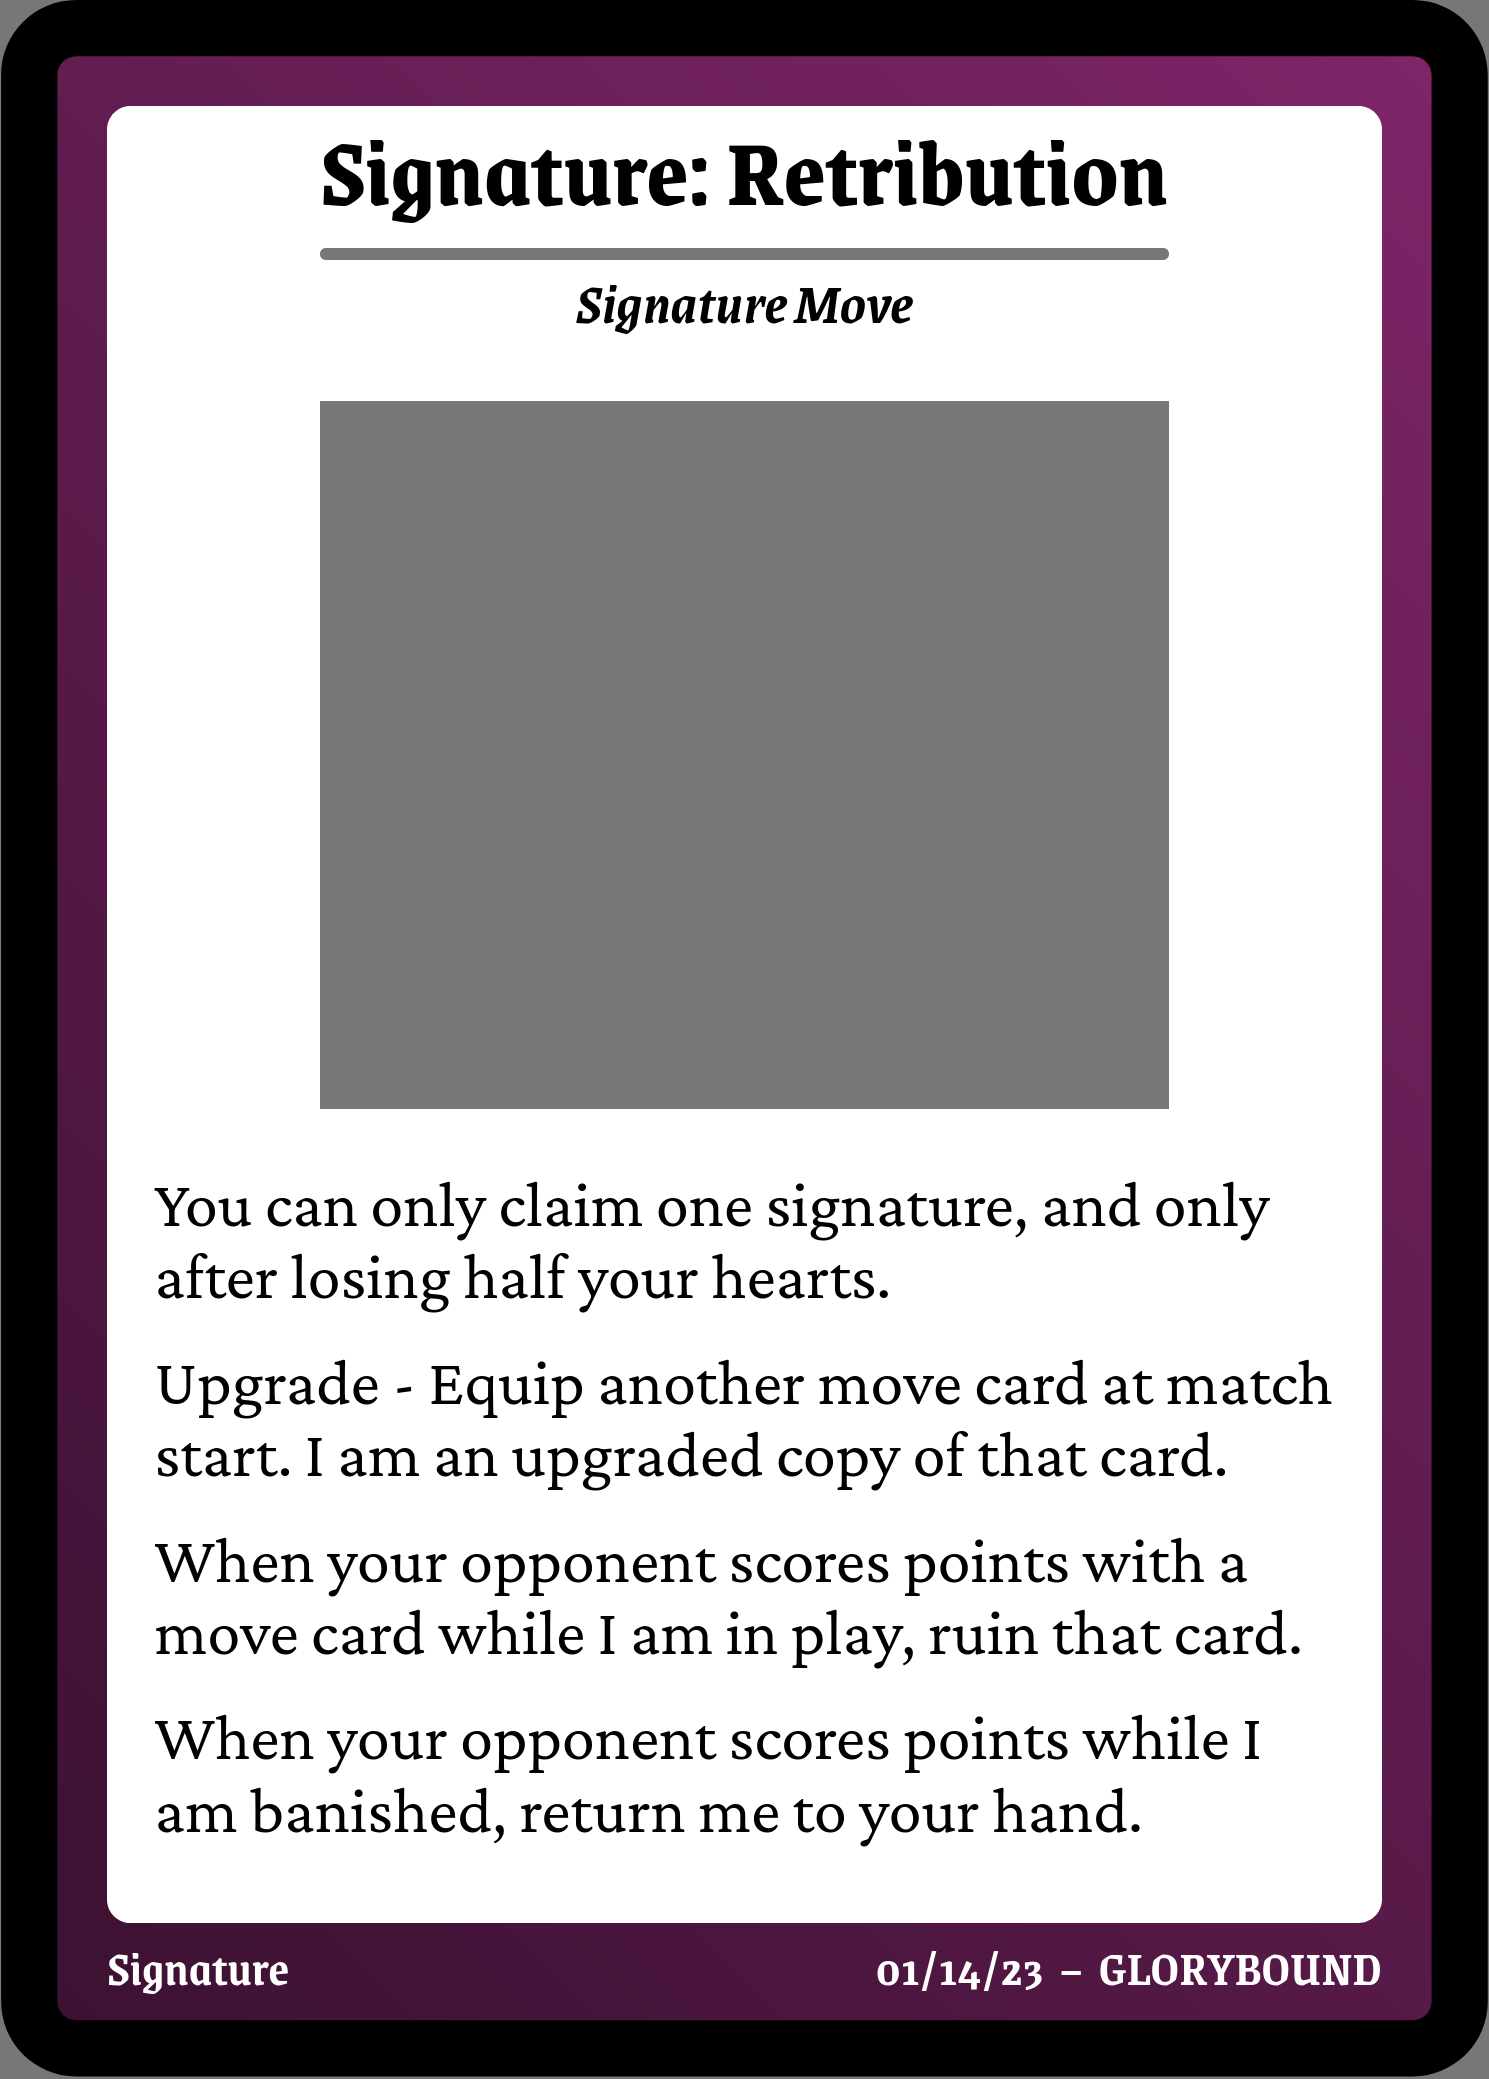 Signature: Retribution
Signature Move
You can only claim one signature, and only
after losing half your hearts.
Upgrade - Equip another move card at match
start. I am an upgraded copy of that card.
When your opponent scores points with a
move card while I am in play, ruin that card.
When your opponent scores points while I
am banished, return me to your hand.
Signature
01/14/23 – GLORYBOUND